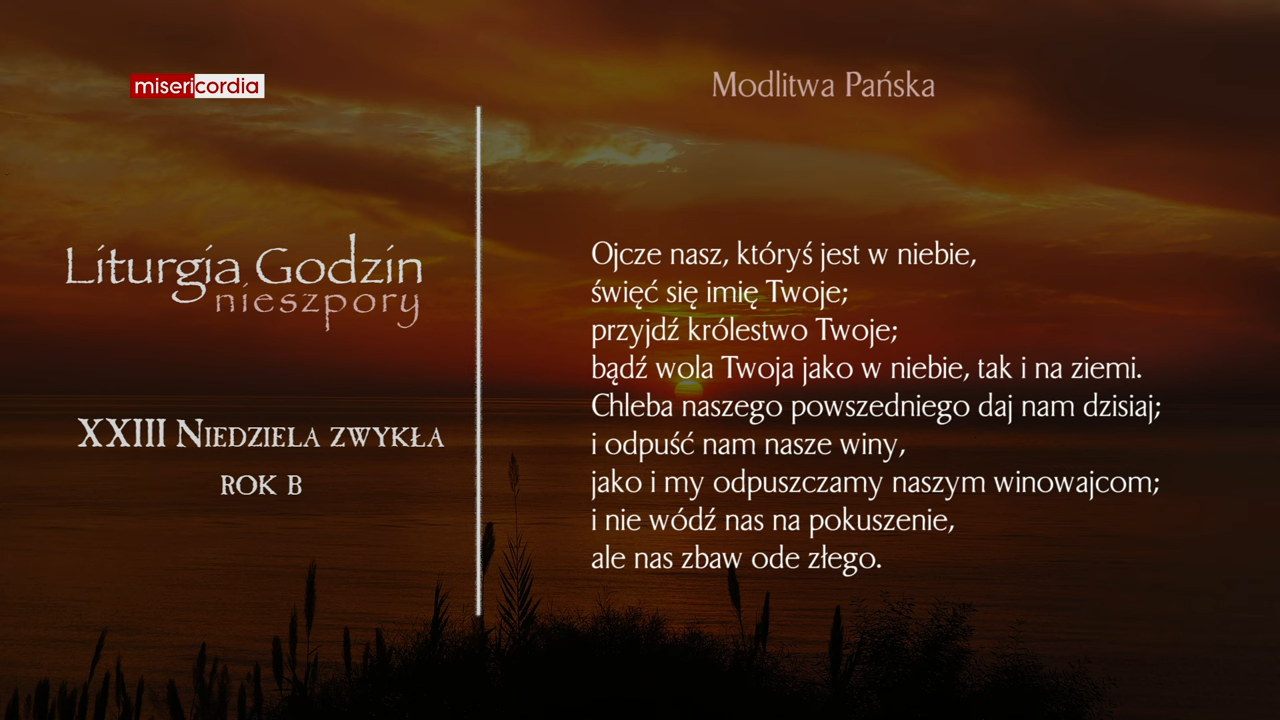 misericordia
Liturgia Godzin
nieszpory
XXIII Niedziela zwykła
rok B
Modlitwa Pańska
Ojcze nasz, któryś jest w niebie,
święć się imię Twoje;
przyjdź królestwo Twoje;
bądź wola Twoja jako w niebie, tak i na ziemi.
Chleba naszego powszedniego daj nam dzisiaj;
i odpuść nam nasze winy,
jako i my odpuszczamy naszym winowajcom;
i nie wódź nas na pokuszenie,
ale nas zbaw ode złego.